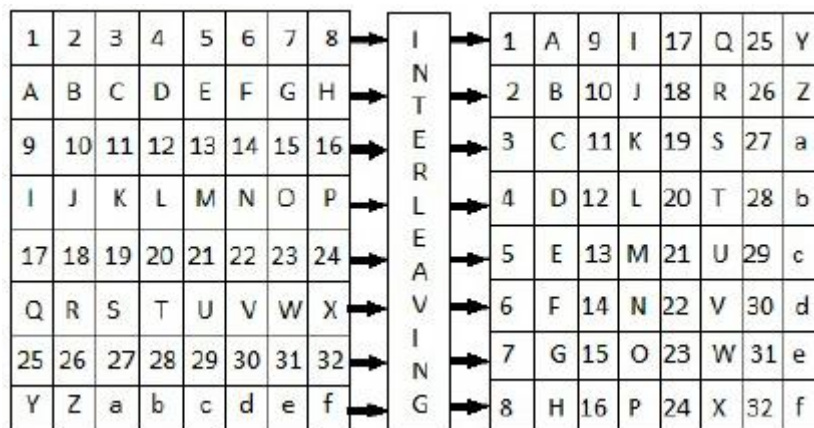 1 2 3 4 5 6 7 8
A B C D E F G H
9 10 11 12 13 14 15 16
I J K L M N O P
17 18 19 20 21 22 23 24
Q R S T U V W X
25 26 27 28 29 30 31 32
Y Z a b c d e f
INTERLEAVING
1 A 9 I 17 Q 25 Y
2 B 10 J 18 R 26 Z
3 C 11 K 19 S 27 a
4 D 12 L 20 T 28 b
5 E 13 M 21 U 29 c
6 F 14 N 22 V 30 d
7 G 15 O 23 W 31 e
8 H 16 P 24 X 32 f